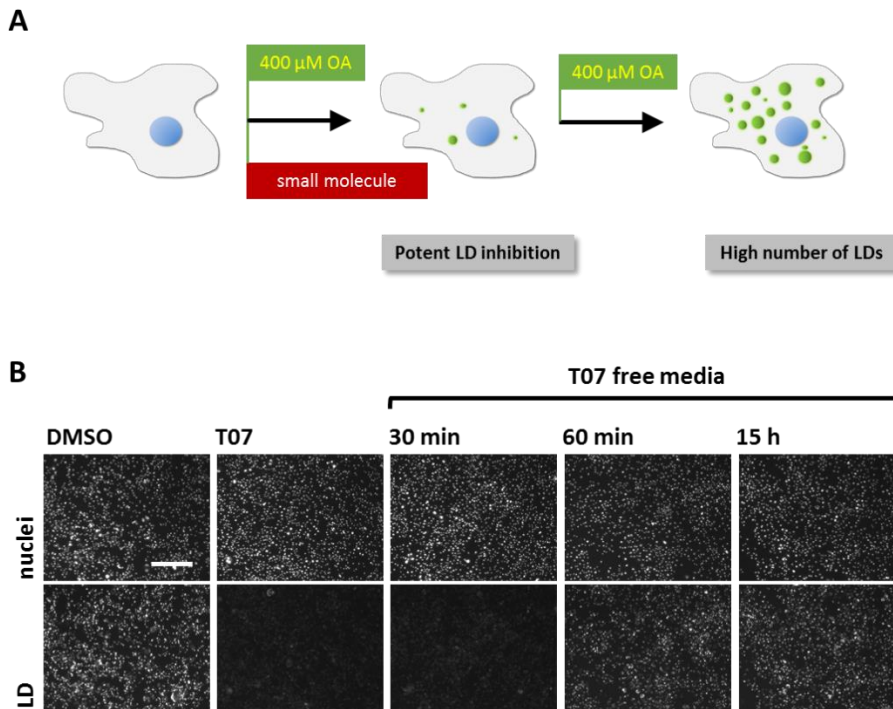 A
400 µM OA
400 µM OA
small molecule
Potent LD inhibition
High number of LDs
B
T07 free media
DMSO
T07
30 min
60 min
15 h
nuclei
LD